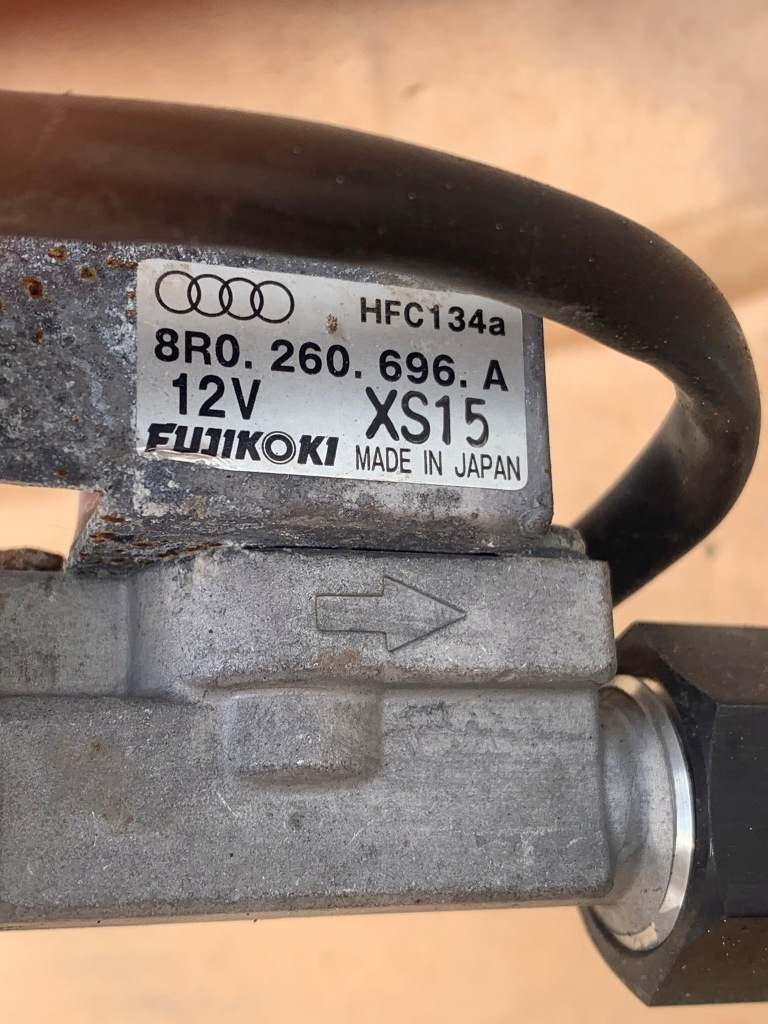 HFC134a
8R0. 260. 696. A
12V XS15
FUJIKOKI MADE IN JAPAN